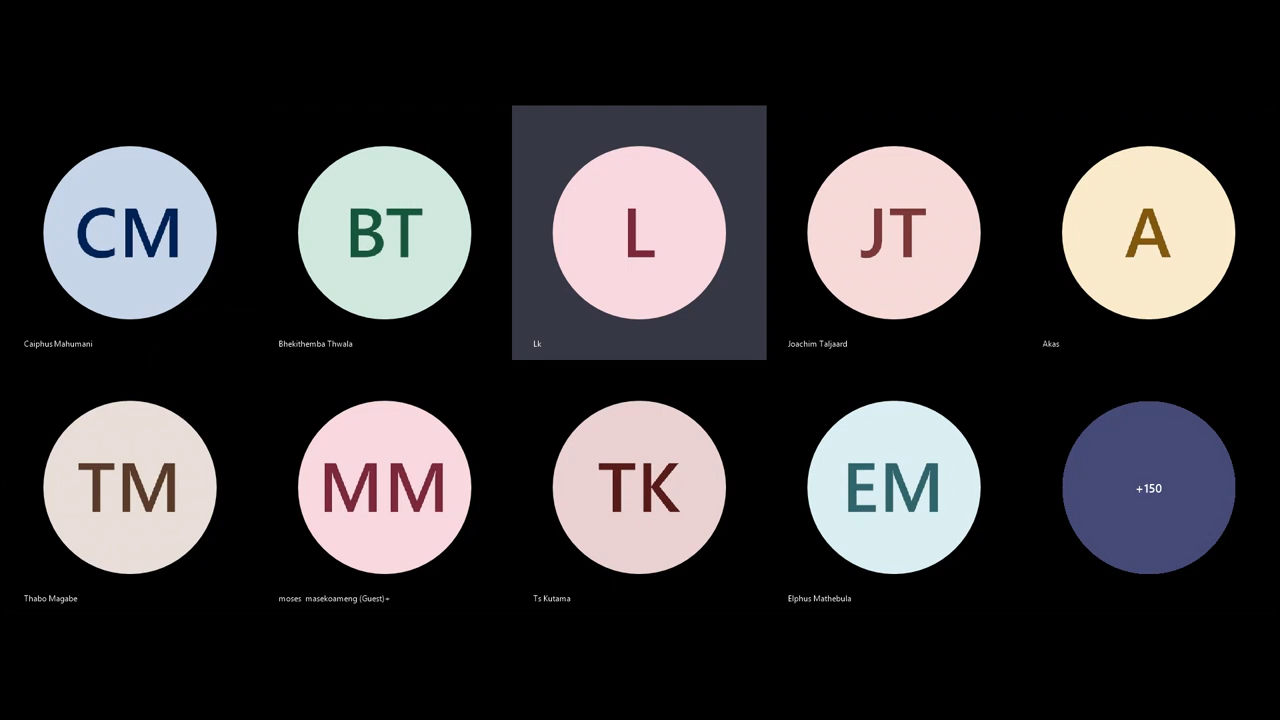 CM
BT
L
JT
A
Caiphus Mahumani
Bhekithemba Thwala
Lk
Joachim Taljaard
Akas
TM
MM
TK
EM
+150
Thabo Magabe
moses masekoameng (Guest)+
Ts Kutama
Elphus Mathebula